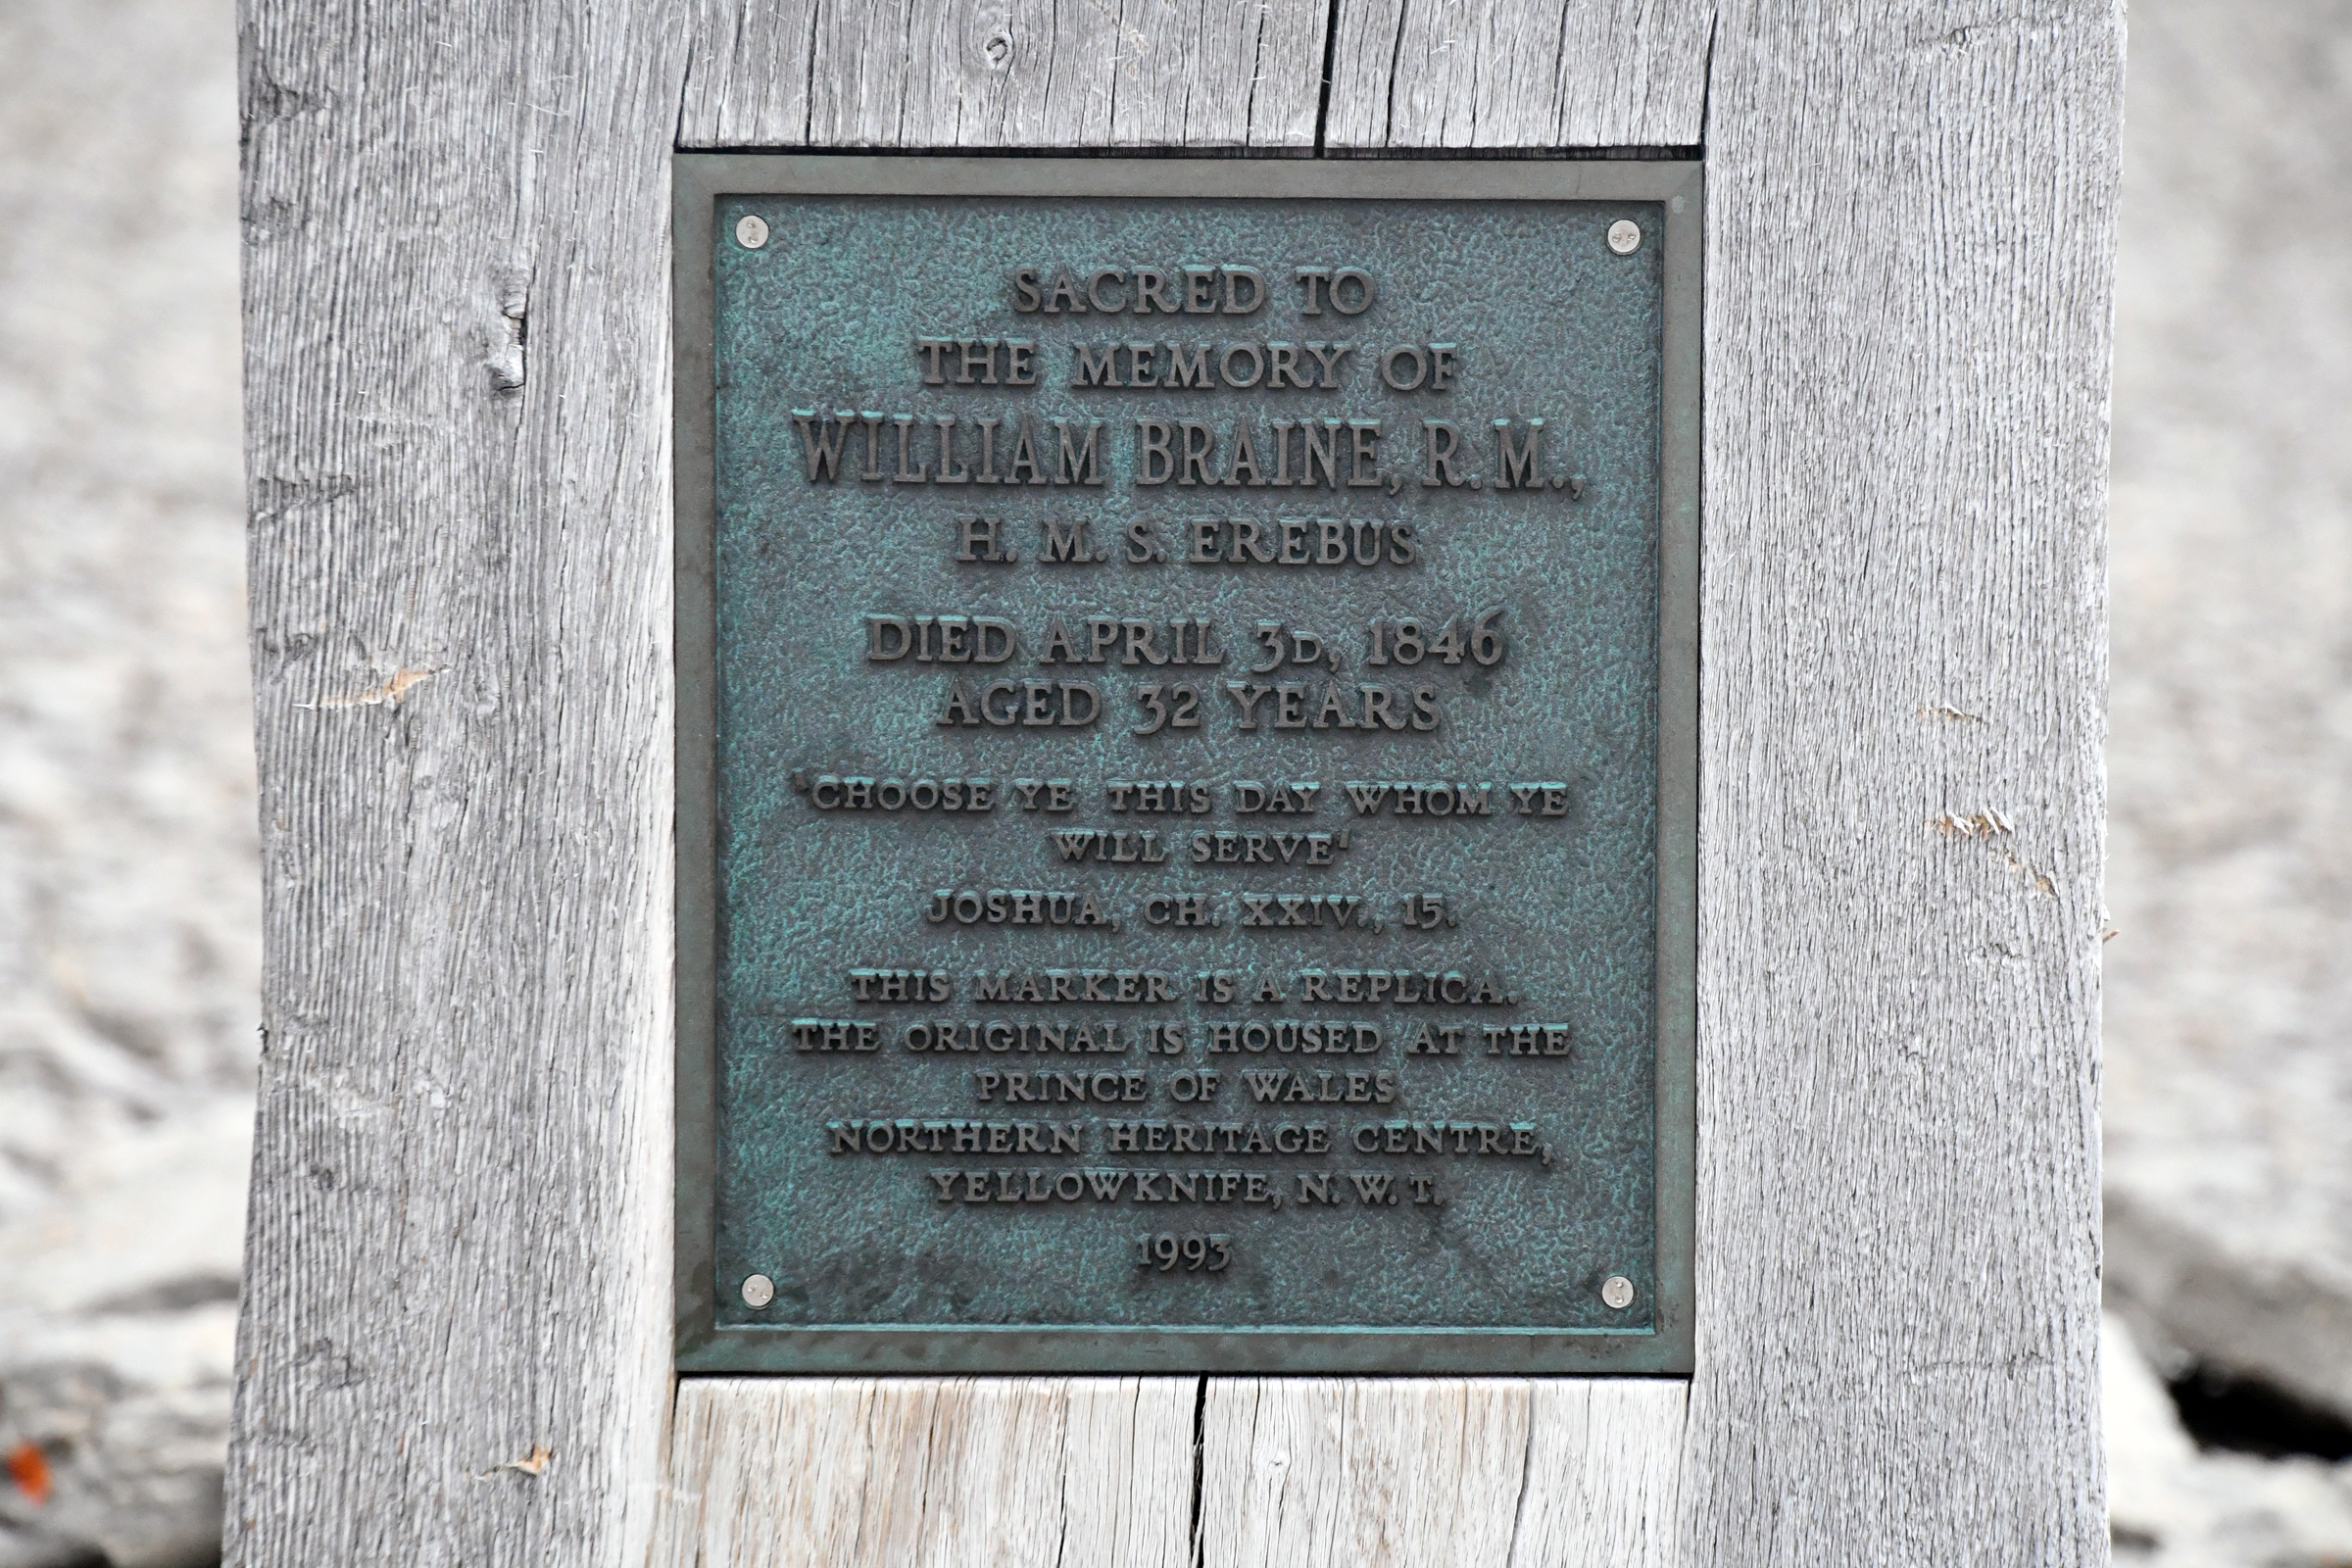 SACRED TO
THE MEMORY OF
WILLIAM BRAINE, R.M.,
H. M. S. EREBUS
DIED APRIL 3D, 1846
AGED 32 YEARS
'CHOOSE YE THIS DAY WHOM YE
WILL SERVE'
JOSHUA, CH. XXIV., 15.
THIS MARKER IS A REPLICA.
THE ORIGINAL IS HOUSED AT THE
PRINCE OF WALES
NORTHERN HERITAGE CENTRE,
YELLOWKNIFE, N. W. T.
1993